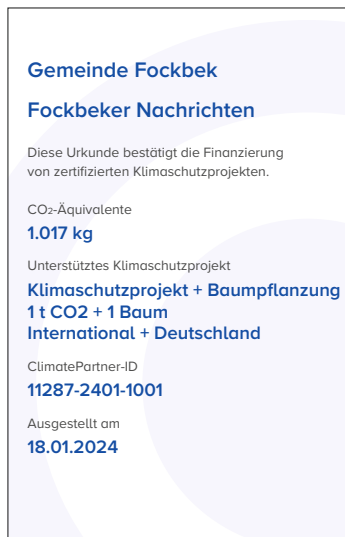 Gemeinde Fockbek
Fockbeker Nachrichten
Diese Urkunde bestätigt die Finanzierung
von zertifizierten Klimaschutzprojekten.
CO₂-Äquivalente
1.017 kg
Unterstütztes Klimaschutzprojekt
Klimaschutzprojekt + Baumpflanzung
1 t CO2 + 1 Baum
International + Deutschland
ClimatePartner-ID
11287-2401-1001
Ausgestellt am
18.01.2024